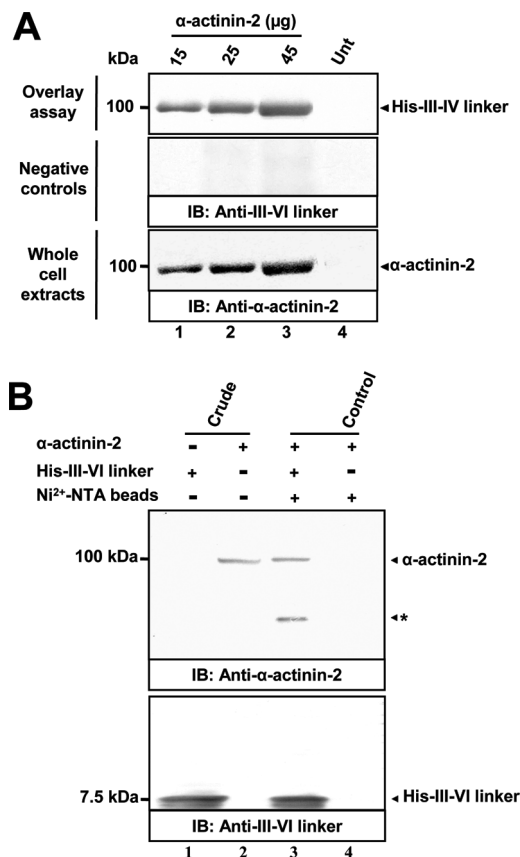 A
α-actinin-2 (µg)
kDa 15 25 45 Unt
Overlay assay
100
His-III-IV linker
Negative controls
IB: Anti-III-VI linker
Whole cell extracts
100
α-actinin-2
IB: Anti-α-actinin-2
1 2 3 4
B
Crude Control
α-actinin-2 - + + +
His-III-VI linker + - + -
Ni²⁺-NTA beads - - + +
100 kDa
α-actinin-2
*
IB: Anti-α-actinin-2
7.5 kDa
His-III-VI linker
IB: Anti-III-VI linker
1 2 3 4